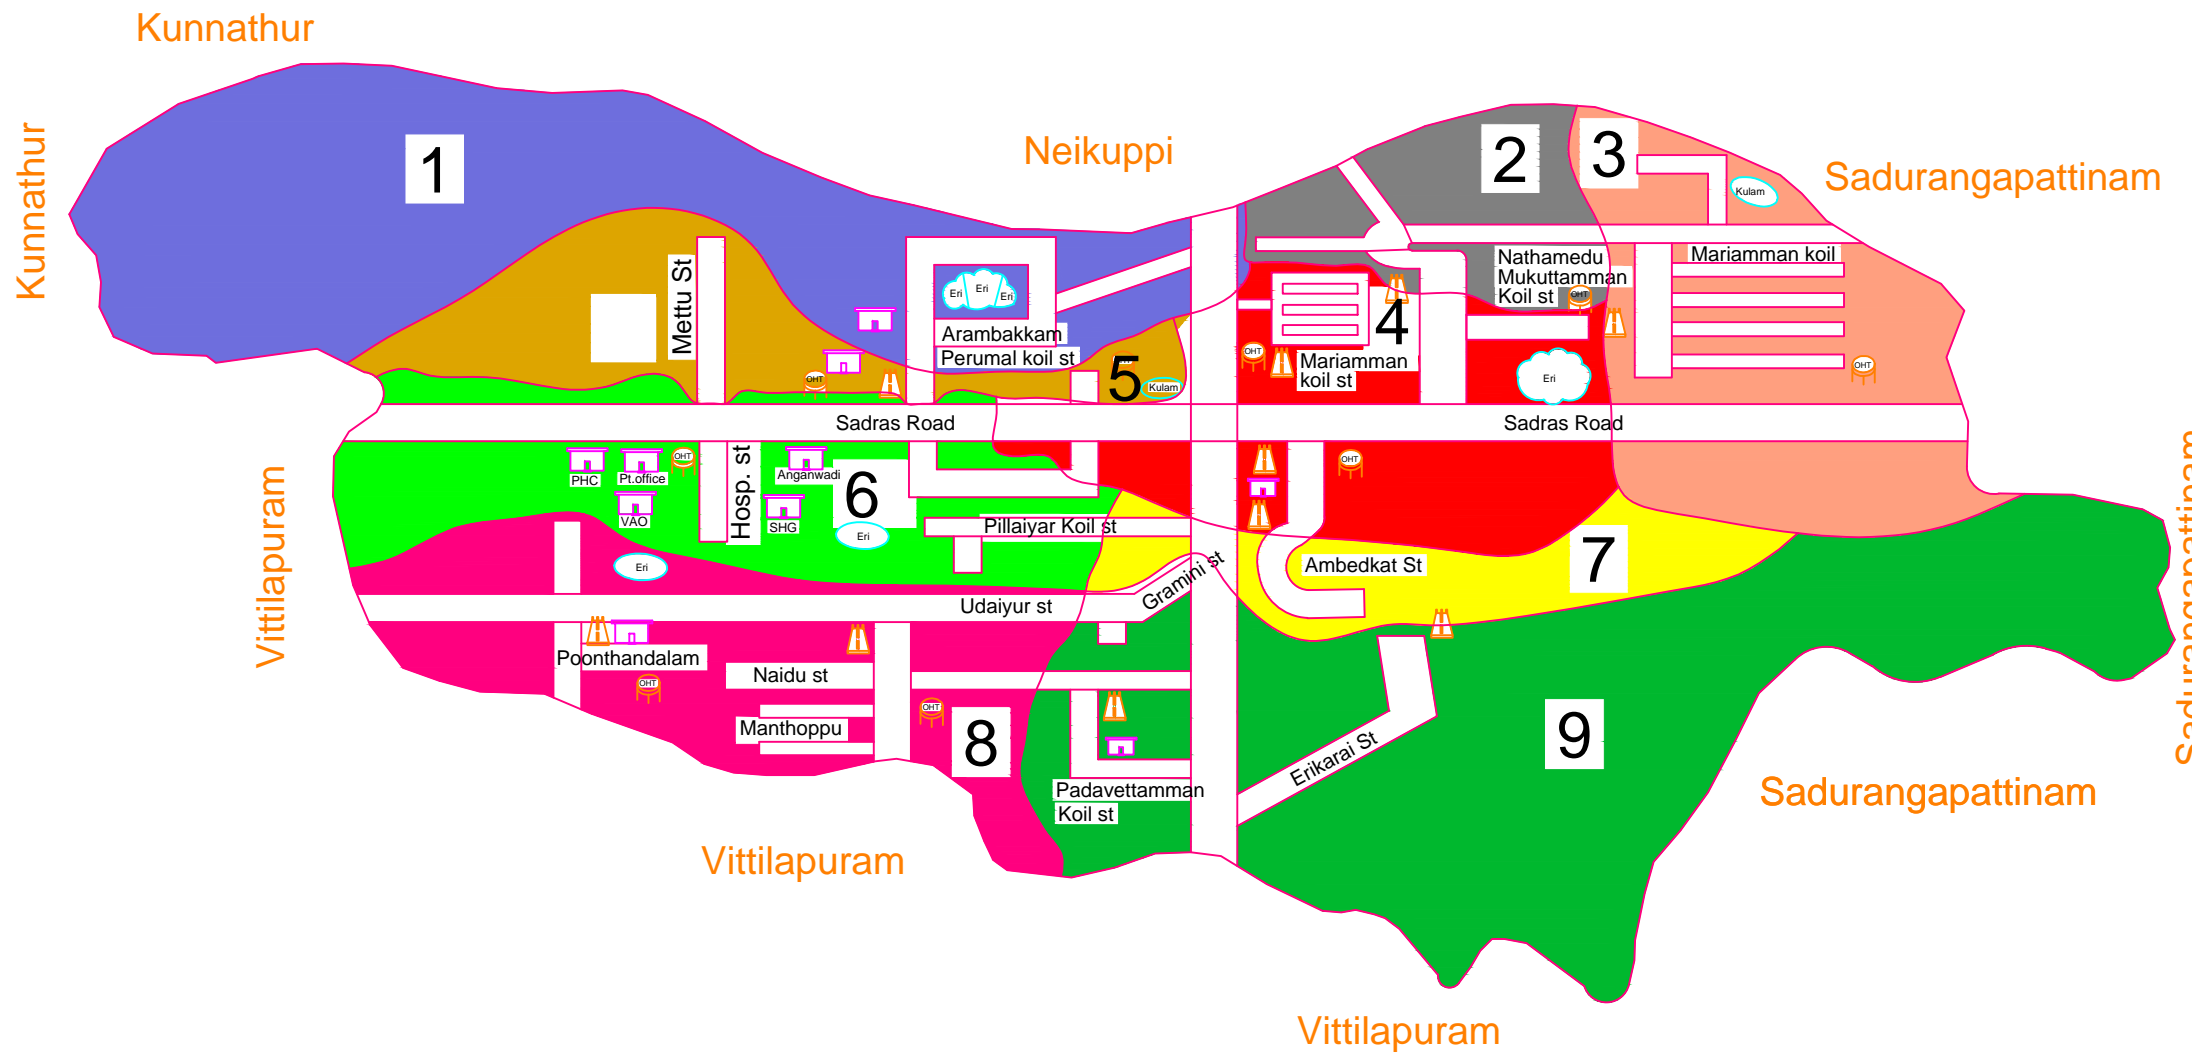 Kunnathur
Kunnathur
Neikuppi
Sadurangapattinam
1
2
3
Kulam
Mettu St
Eri
Eri
Eri
Arambakkam
Perumal koil st
Nathamedu
Mukuttamman
Koil st
OHT
Mariamman koil
4
OHT
Mariamman
koil st
5
Kulam
OHT
Eri
OHT
Sadras Road
Sadras Road
PHC
Pt.office
OHT
Hosp. st
Anganwadi
6
OHT
VAO
SHG
Eri
Pillaiyar Koil st
Eri
Gramini st
Ambedkat St
7
Udaiyur st
Vittilapuram
Poonthandalam
OHT
Naidu st
Manthoppu
OHT
8
Padavettamman
Koil st
Erikarai St
9
Sadurangapattinam
Sadurangapattinam
Vittilapuram
Vittilapuram